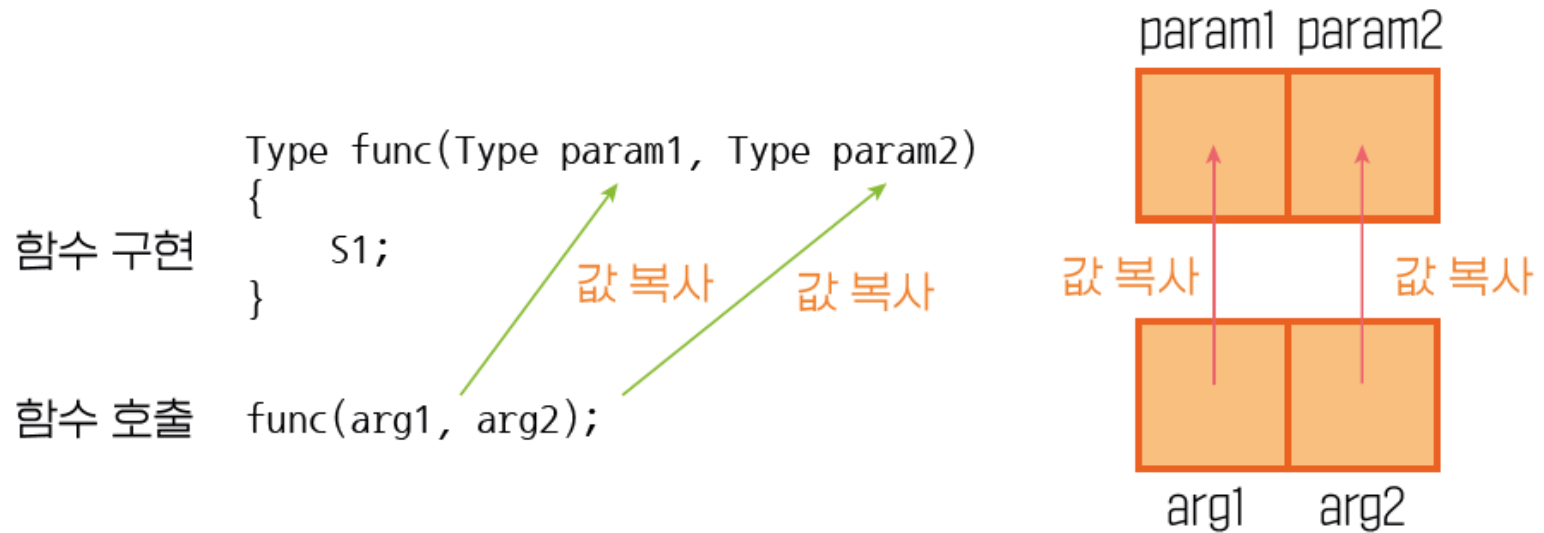 param1 param2
Type func(Type param1, Type param2)
{
함수 구현 S1;
값 복사 값 복사 값 복사 값 복사
}
함수 호출 func(arg1, arg2);
arg1 arg2